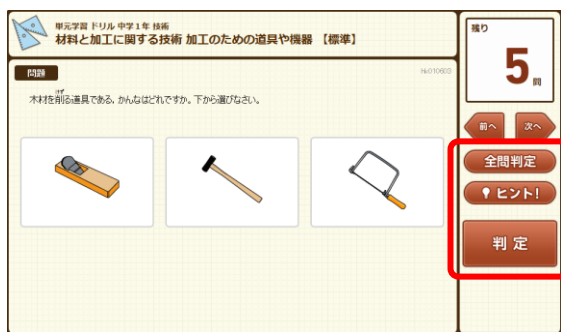 単元学習 ドリル 中学1年 技術
材料と加工に関する技術 加工のための道具や機器 【標準】
問題
けず
木材を削る道具である、かんなはどれですか。下から選びなさい。
残り
5
問
前へ
次へ
全問判定
ヒント!
判定